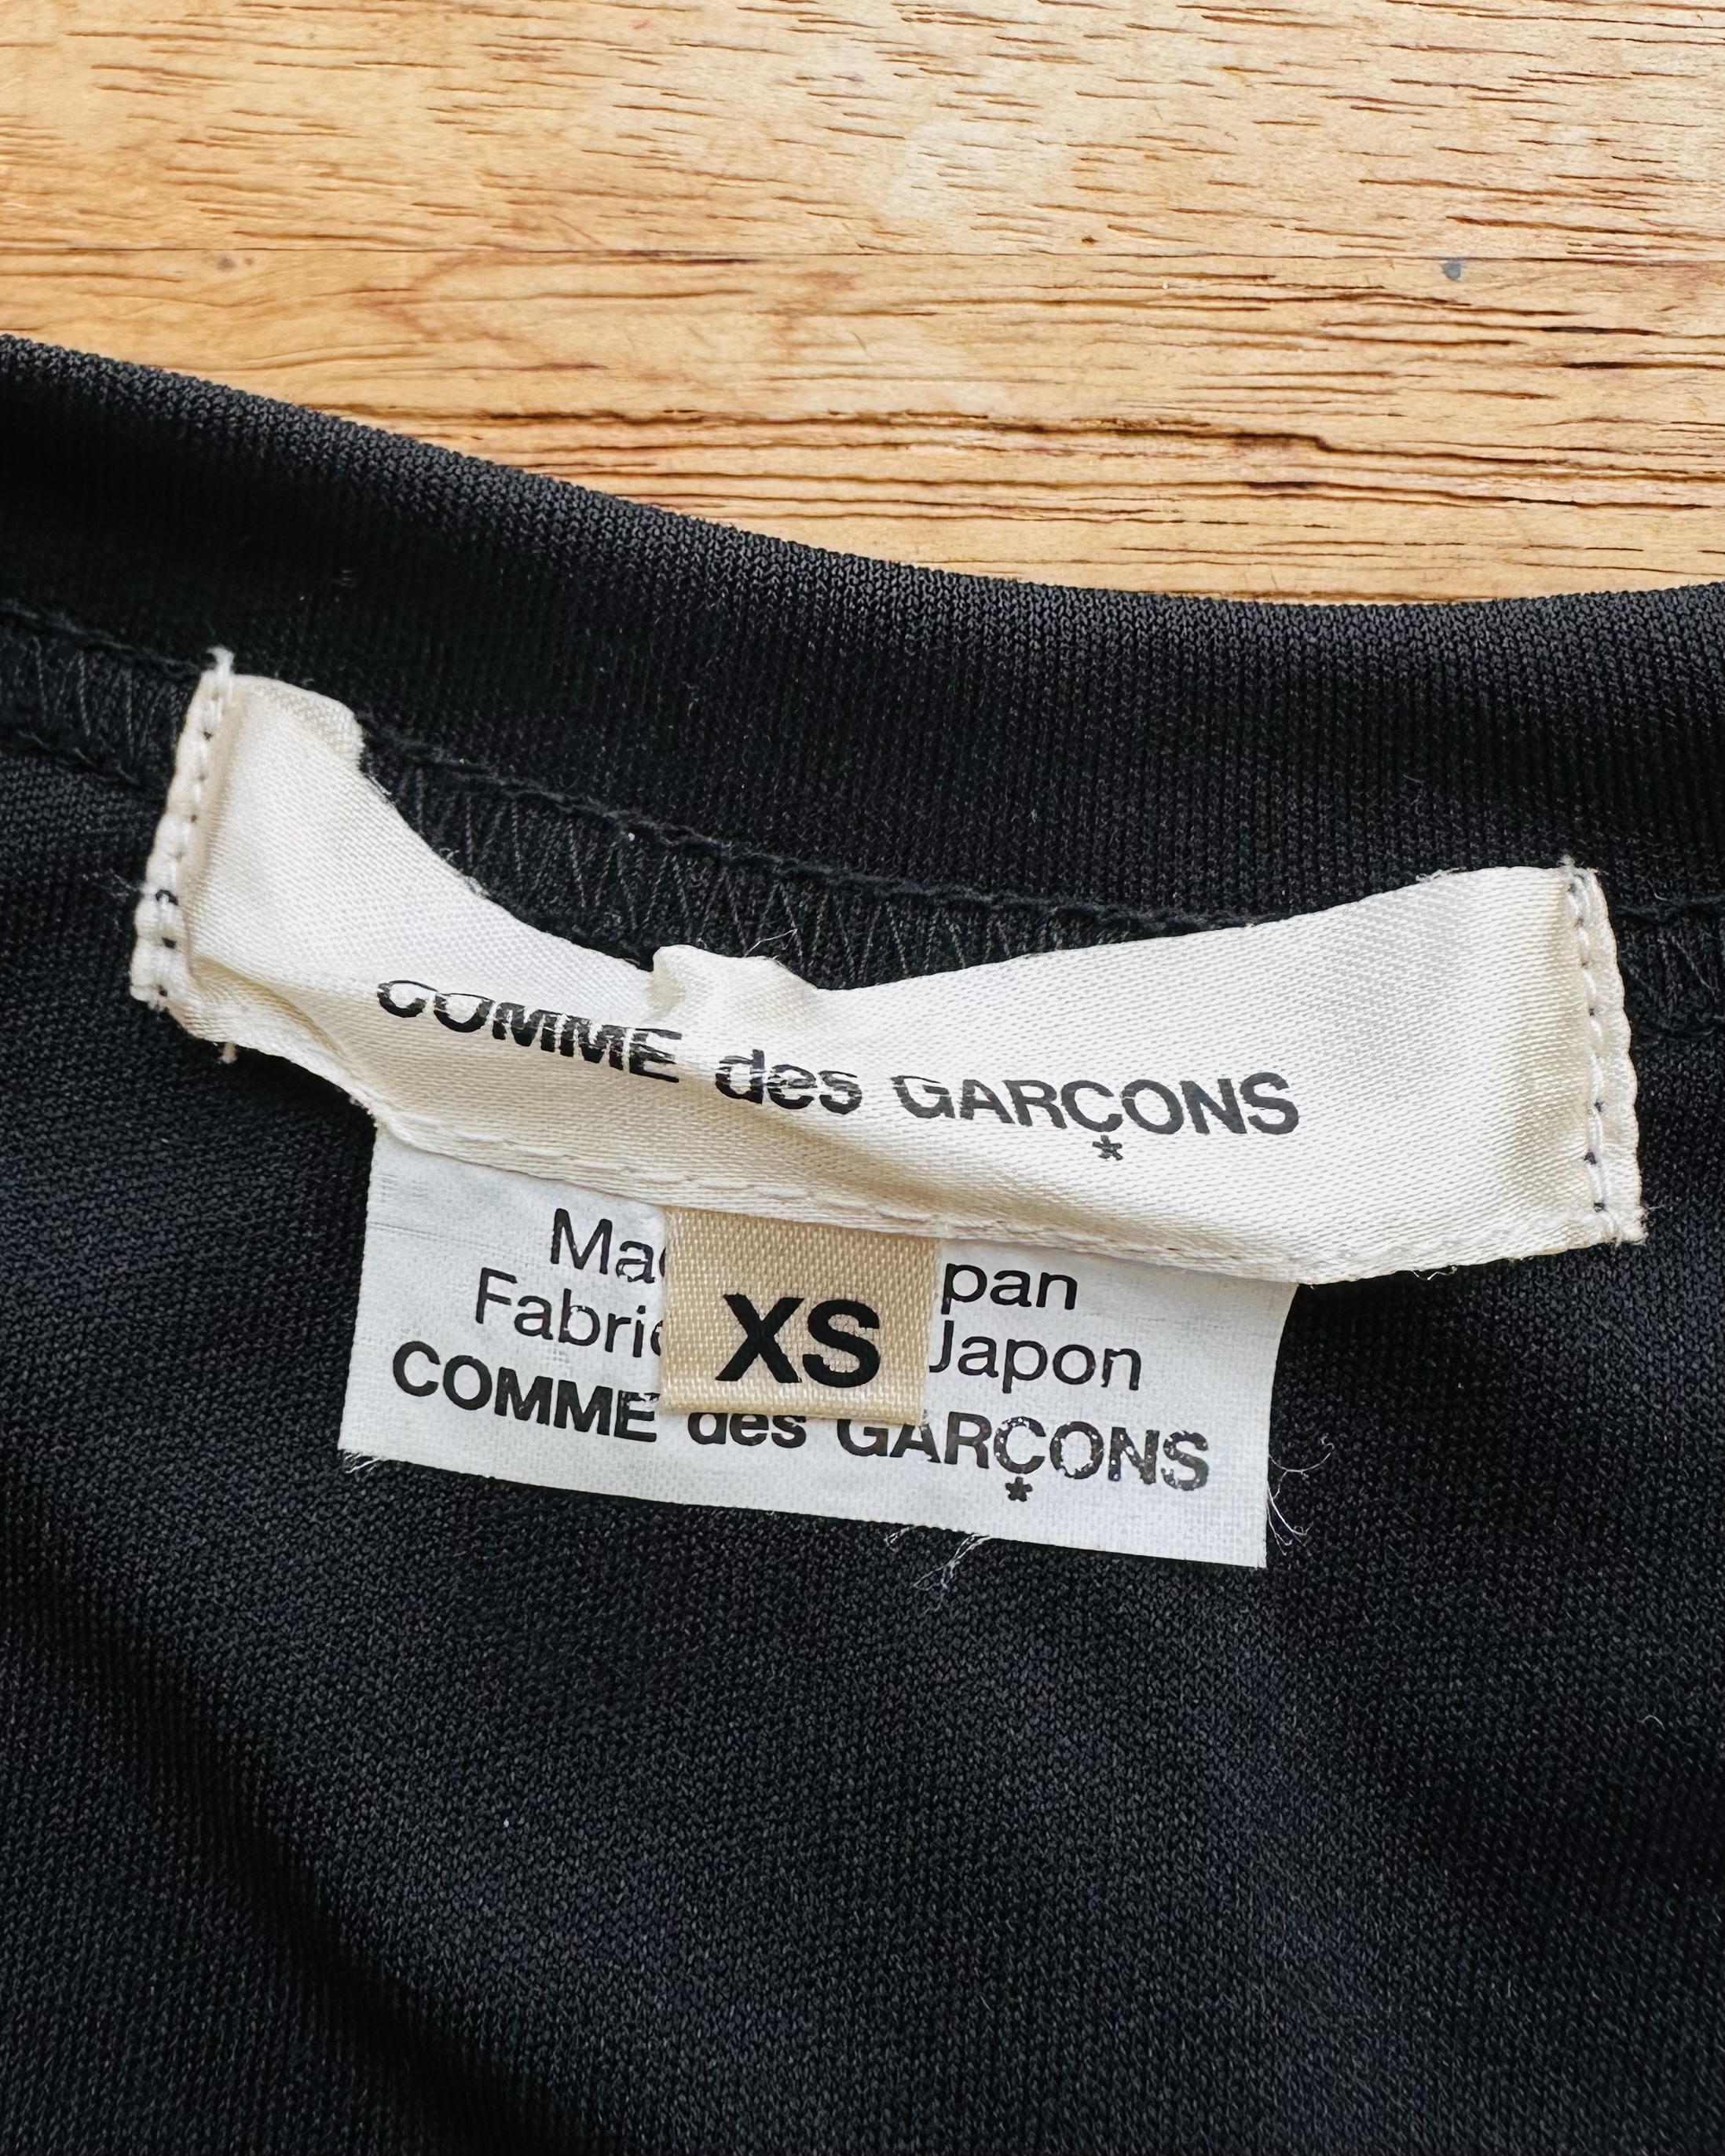 COMME des GARÇONS
Ma pan
XS
Fabri Japon
COMME des GARÇONS